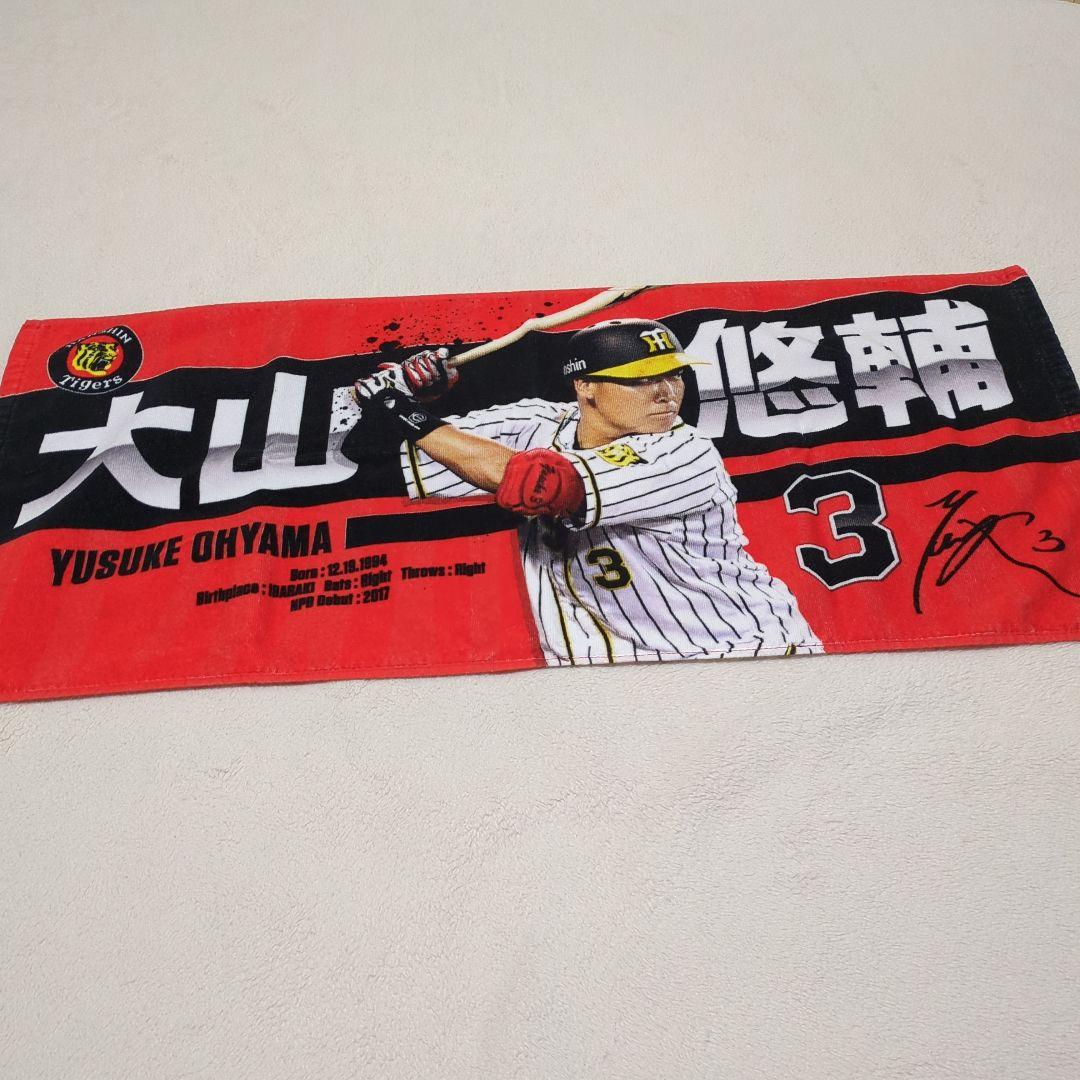 Tigers
大山 悠輔
YUSUKE OHYAMA
Born : 12.19.1994
Birthplace : IBARAKI Bats : Right Throws : Right
NPB Debut : 2017
3
3
3